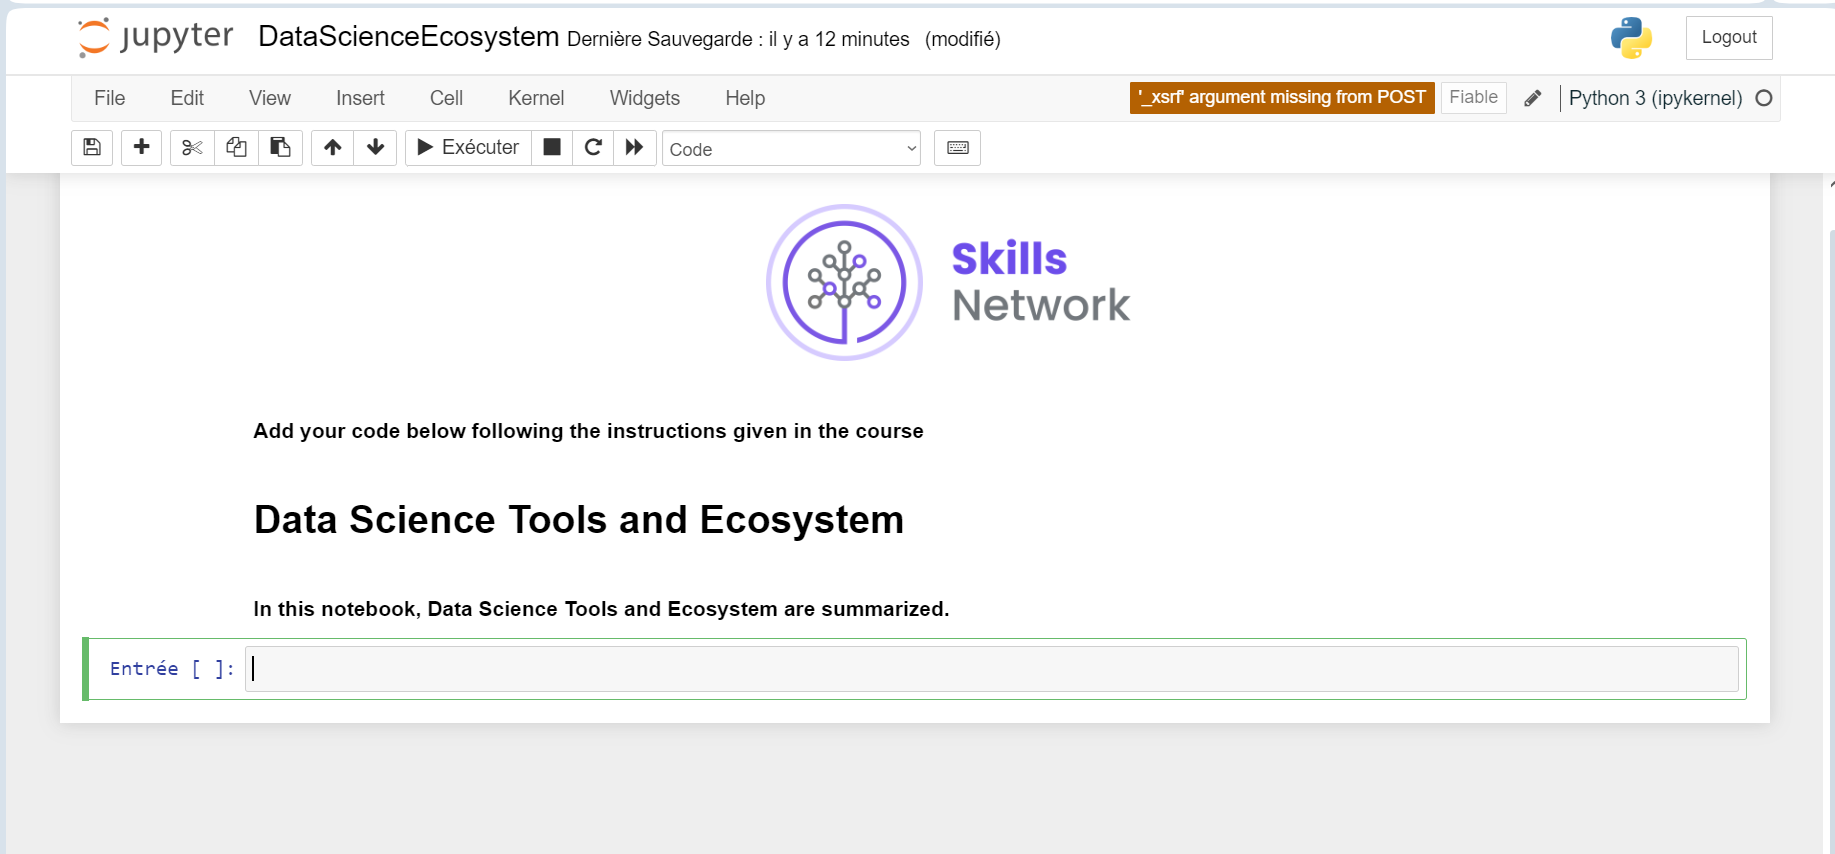 jupyter DataScienceEcosystem Dernière Sauvegarde : il y a 12 minutes (modifié) Logout
File Edit View Insert Cell Kernel Widgets Help '_xsrf' argument missing from POST Fiable Python 3 (ipykernel)
Exécuter Code
Skills
Network
Add your code below following the instructions given in the course
Data Science Tools and Ecosystem
In this notebook, Data Science Tools and Ecosystem are summarized.
Entrée [ ]: